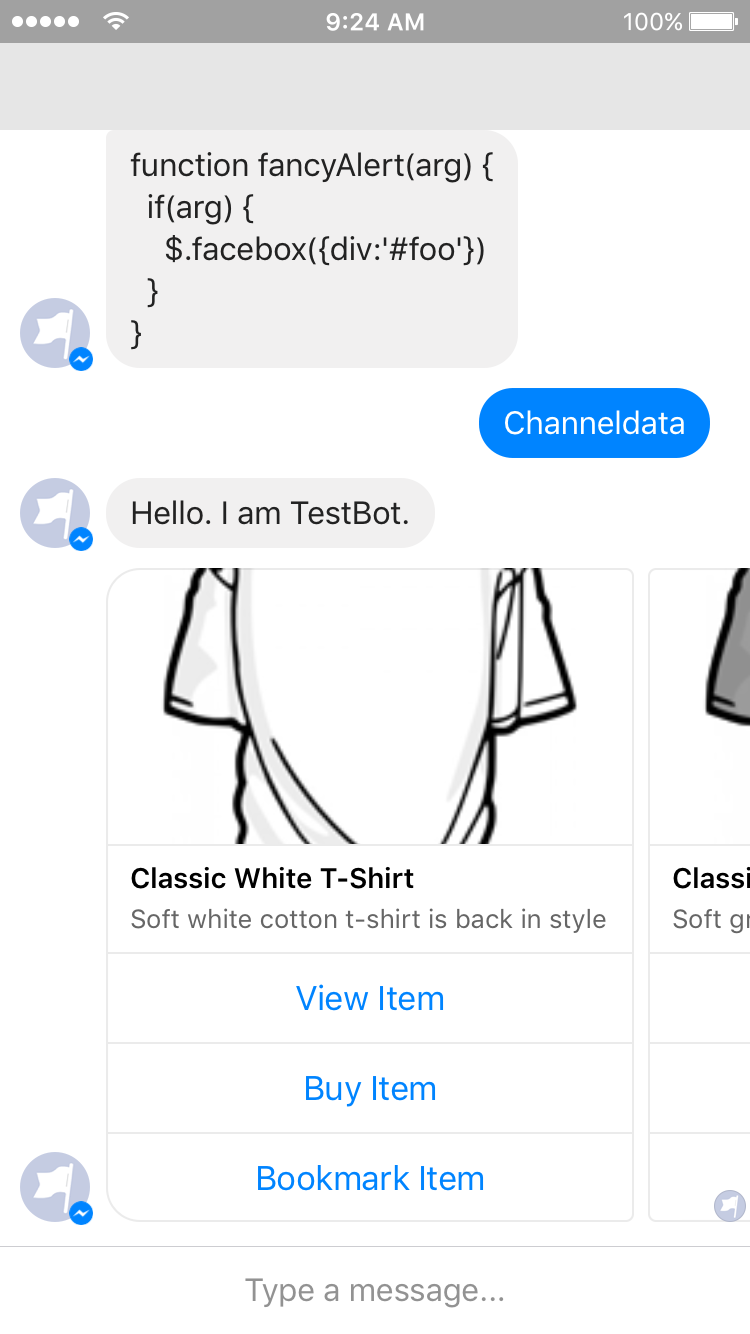 9:24 AM
100%
function fancyAlert(arg) {
  if(arg) {
    $.facebox({div:'#foo'})
  }
}
Channeldata
Hello. I am TestBot.
Classic White T-Shirt
Classi
Soft white cotton t-shirt is back in style
Soft gr
View Item
Buy Item
Bookmark Item
Type a message...